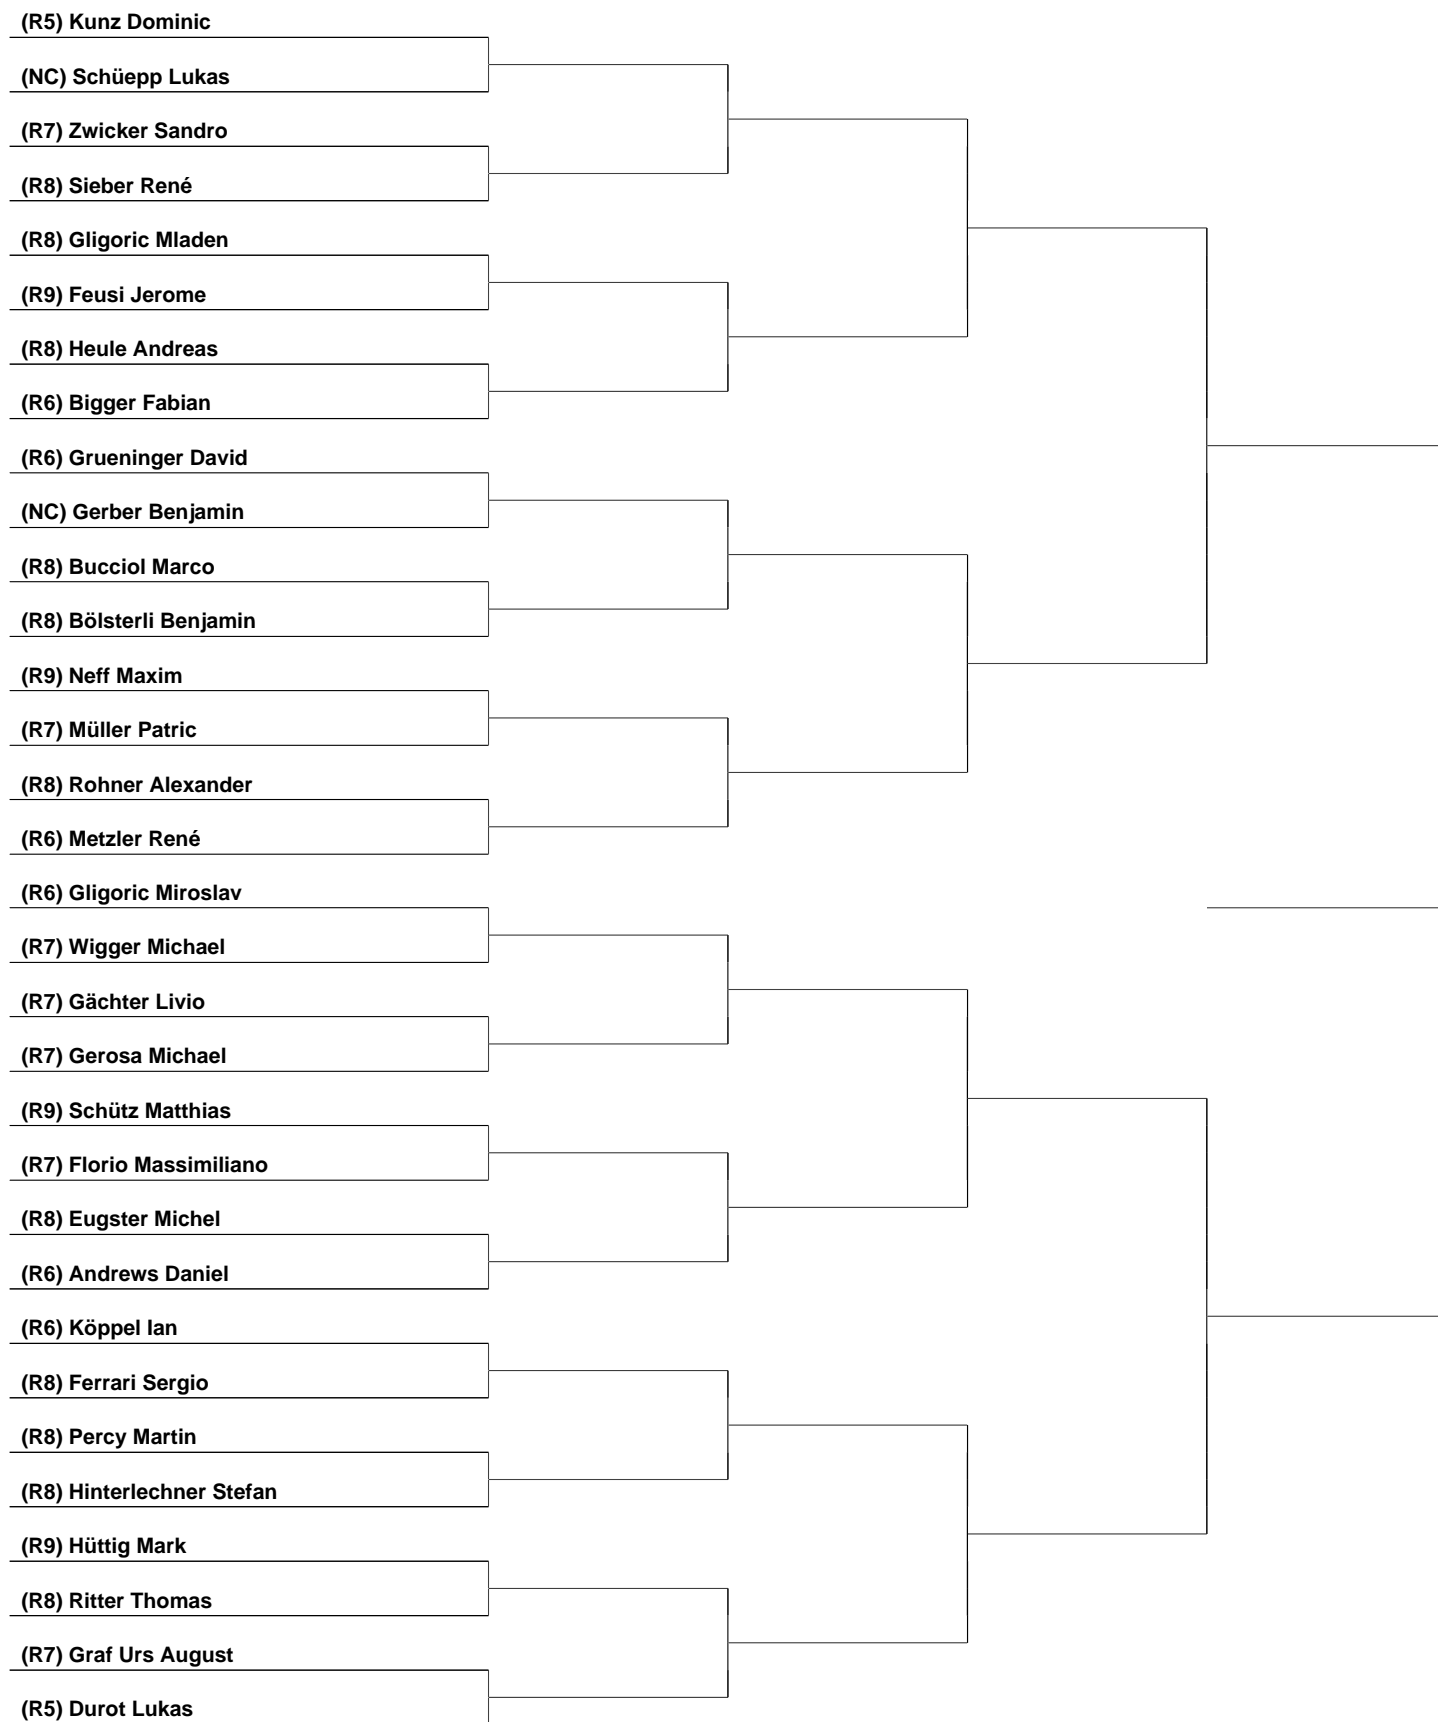 (R5) Kunz Dominic
(NC) Schüepp Lukas
(R7) Zwicker Sandro
(R8) Sieber René
(R8) Gligoric Mladen
(R9) Feusi Jerome
(R8) Heule Andreas
(R6) Bigger Fabian
(R6) Grueninger David
(NC) Gerber Benjamin
(R8) Bucciol Marco
(R8) Bölsterli Benjamin
(R9) Neff Maxim
(R7) Müller Patric
(R8) Rohner Alexander
(R6) Metzler René
(R6) Gligoric Miroslav
(R7) Wigger Michael
(R7) Gächter Livio
(R7) Gerosa Michael
(R9) Schütz Matthias
(R7) Florio Massimiliano
(R8) Eugster Michel
(R6) Andrews Daniel
(R6) Köppel Ian
(R8) Ferrari Sergio
(R8) Percy Martin
(R8) Hinterlechner Stefan
(R9) Hüttig Mark
(R8) Ritter Thomas
(R7) Graf Urs August
(R5) Durot Lukas